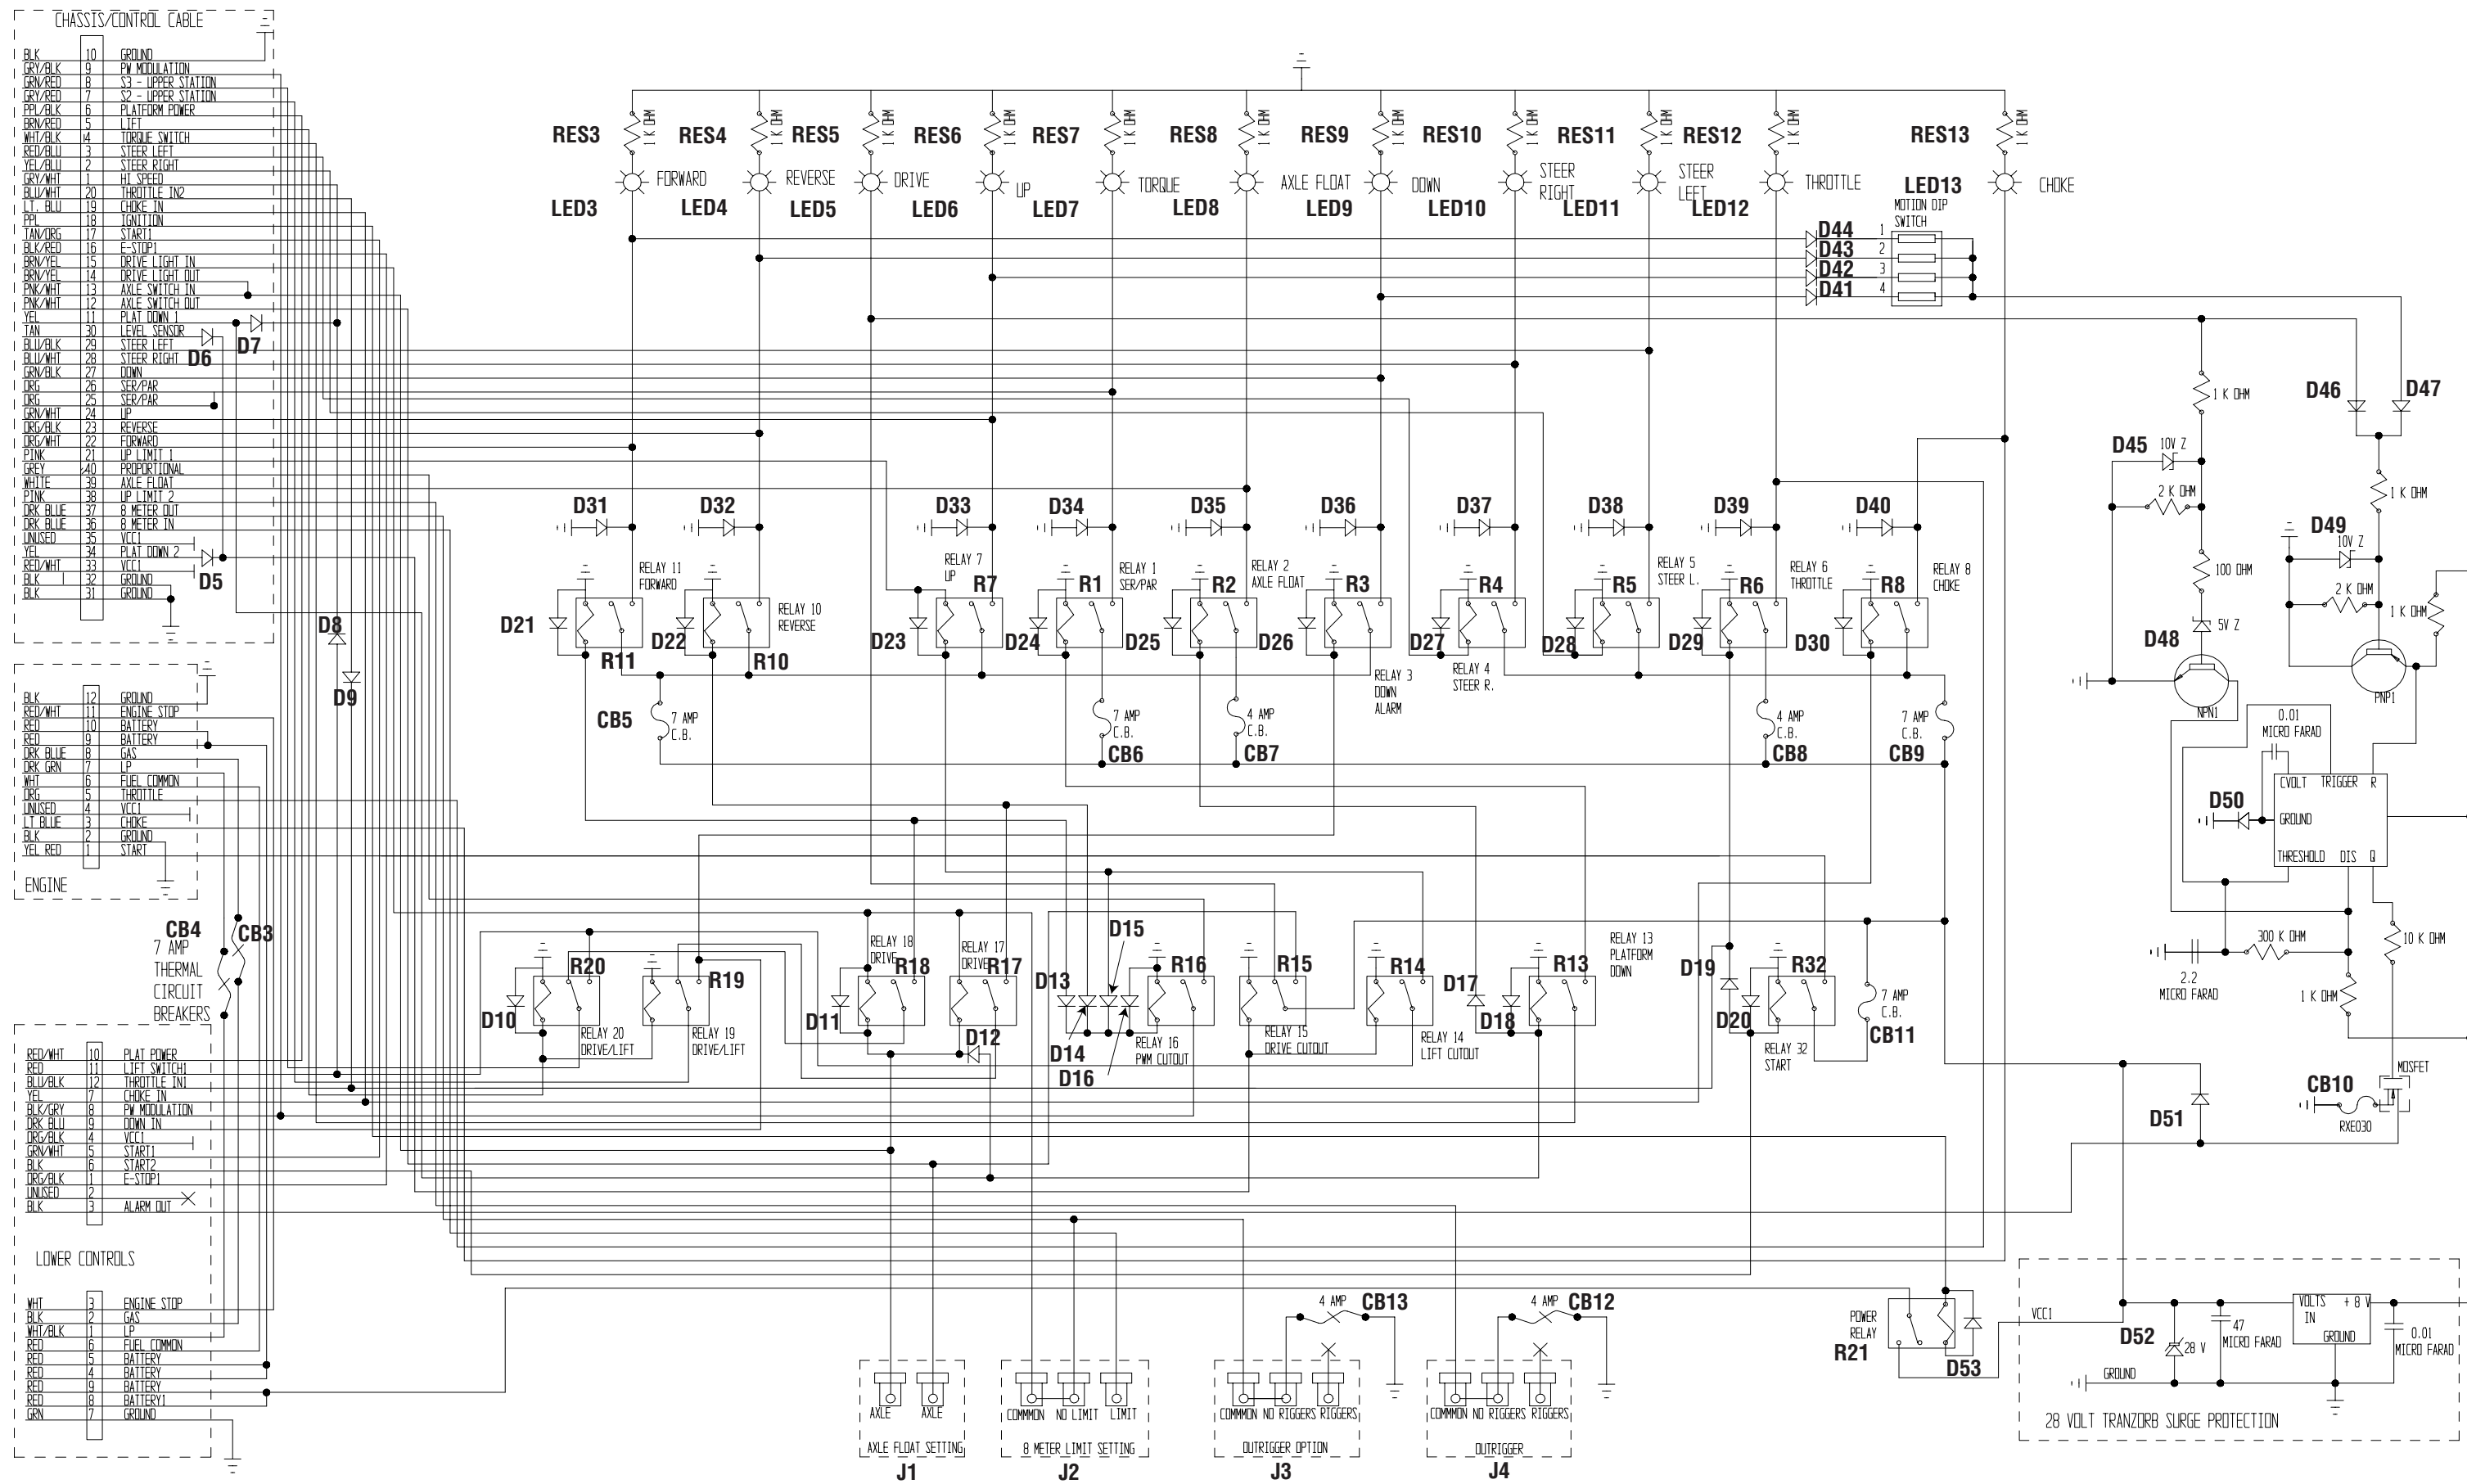 CHASSIS/CONTROL CABLE
BLK 10 GROUND
GRY/BLK 9 PW MODULATION
GRN/RED 8 S3 - UPPER STATION
GRY/RED 7 S2 - UPPER STATION
PPL/BLK 6 PLATFORM POWER
BRN/RED 5 LIFT
WHT/BLK 4 TORQUE SWITCH
RED/BLU 3 STEER LEFT
YEL/BLU 2 STEER RIGHT
GRY/WHT 1 HI SPEED
BLU/WHT 20 THROTTLE IN2
LT. BLU 19 CHOKE IN
PPL 18 IGNITION
TAN/ORG 17 START1
BLK/RED 16 E-STOP1
BRN/YEL 15 DRIVE LIGHT IN
BRN/YEL 14 DRIVE LIGHT OUT
PNK/WHT 13 AXLE SWITCH IN
PNK/WHT 12 AXLE SWITCH OUT
YEL 11 PLAT DOWN 1
TAN 30 LEVEL SENSOR
BLU/BLK 29 STEER LEFT
BLU/WHT 28 STEER RIGHT
GRN/BLK 27 DOWN
ORG 26 SER/PAR
ORG 25 SER/PAR
GRN/WHT 24 UP
ORG/BLK 23 REVERSE
ORG/WHT 22 FORWARD
PINK 21 UP LIMIT 1
GREY 40 PROPORTIONAL
WHITE 39 AXLE FLOAT
PINK 38 UP LIMIT 2
DRK BLUE 37 8 METER OUT
DRK BLUE 36 8 METER IN
UNUSED 35 VCC1
YEL 34 PLAT DOWN 2
RED/WHT 33 VCC1
BLK 32 GROUND
BLK 31 GROUND
D6 D7
D5
D8
D9
BLK 12 GROUND
RED/WHT 11 ENGINE STOP
RED 10 BATTERY
RED 9 BATTERY
DRK BLUE 8 GAS
DRK GRN 7 LP
WHT 6 FUEL COMMON
ORG 5 THROTTLE
UNUSED 4 VCC1
LT BLUE 3 CHOKE
BLK 2 GROUND
YEL RED 1 START
ENGINE
CB4 CB3
7 AMP
THERMAL
CIRCUIT
BREAKERS
RED/WHT 10 PLAT POWER
RED 11 LIFT SWITCH1
BLU/BLK 12 THROTTLE IN1
YEL 7 CHOKE IN
BLK/GRY 8 PW MODULATION
DRK BLU 9 DOWN IN
ORG/BLK 4 VCC1
GRN/WHT 5 START1
BLK 6 START2
ORG/BLK 1 E-STOP1
UNUSED 2
BLK 3 ALARM OUT
LOWER CONTROLS
WHT 3 ENGINE STOP
BLK 2 GAS
WHT/BLK 1 LP
RED 6 FUEL COMMON
RED 5 BATTERY
RED 4 BATTERY
RED 9 BATTERY
RED 8 BATTERY1
GRN 7 GROUND
RES3 1 K OHM RES4 1 K OHM RES5 1 K OHM RES6 1 K OHM RES7 1 K OHM RES8 1 K OHM RES9 1 K OHM RES10 1 K OHM RES11 1 K OHM RES12 1 K OHM RES13 1 K OHM
FORWARD REVERSE DRIVE UP TORQUE AXLE FLOAT DOWN STEER RIGHT STEER LEFT THROTTLE CHOKE
LED3 LED4 LED5 LED6 LED7 LED8 LED9 LED10 LED11 LED12 LED13
MOTION DIP
SWITCH
D44 1
D43 2
D42 3
D41 4
D31 D32 D33 D34 D35 D36 D37 D38 D39 D40
RELAY 11
FORWARD
RELAY 10
REVERSE
RELAY 7
UP
RELAY 1
SER/PAR
RELAY 2
AXLE FLOAT
RELAY 3
DOWN
ALARM
RELAY 4
STEER R.
RELAY 5
STEER L.
RELAY 6
THROTTLE
RELAY 8
CHOKE
R11 R10 R7 R1 R2 R3 R4 R5 R6 R8
D21 D22 D23 D24 D25 D26 D27 D28 D29 D30
CB5 7 AMP C.B.
7 AMP C.B. CB6
4 AMP C.B. CB7
4 AMP C.B. CB8
7 AMP C.B. CB9
D10 R20 RELAY 20 DRIVE/LIFT
R19 RELAY 19 DRIVE/LIFT
D11 RELAY 18 DRIVE R18
RELAY 17 DRIVE R17
D12
D13 D15
D14
D16
R16 RELAY 16 PWM CUTOUT
R15 RELAY 15 DRIVE CUTOUT
R14 RELAY 14 LIFT CUTOUT
D17 D18 R13
RELAY 13
PLATFORM
DOWN
D19 D20 R32
RELAY 32
START
7 AMP
C.B.
CB11
1 K OHM
D46 D47
D45 10V Z
2 K OHM
1 K OHM
D49
10V Z
100 OHM
2 K OHM
1 K OHM
5V Z
D48
NPN1 PNP1
0.01
MICRO FARAD
CVOLT TRIGGER R
D50 GROUND
THRESHOLD DIS Q
300 K OHM
10 K OHM
2.2
MICRO FARAD
1 K OHM
MOSFET
CB10
RXE030
D51
AXLE AXLE
AXLE FLOAT SETTING
J1
COMMMON NO LIMIT LIMIT
8 METER LIMIT SETTING
J2
4 AMP CB13
COMMMON NO RIGGERS RIGGERS
OUTRIGGER OPTION
J3
4 AMP CB12
COMMMON NO RIGGERS RIGGERS
OUTRIGGER
J4
POWER
RELAY
R21
D53
VCC1
VOLTS IN + 8 V
GROUND
D52 28 V
47
MICRO FARAD
0.01
MICRO FARAD
GROUND
28 VOLT TRANZORB SURGE PROTECTION